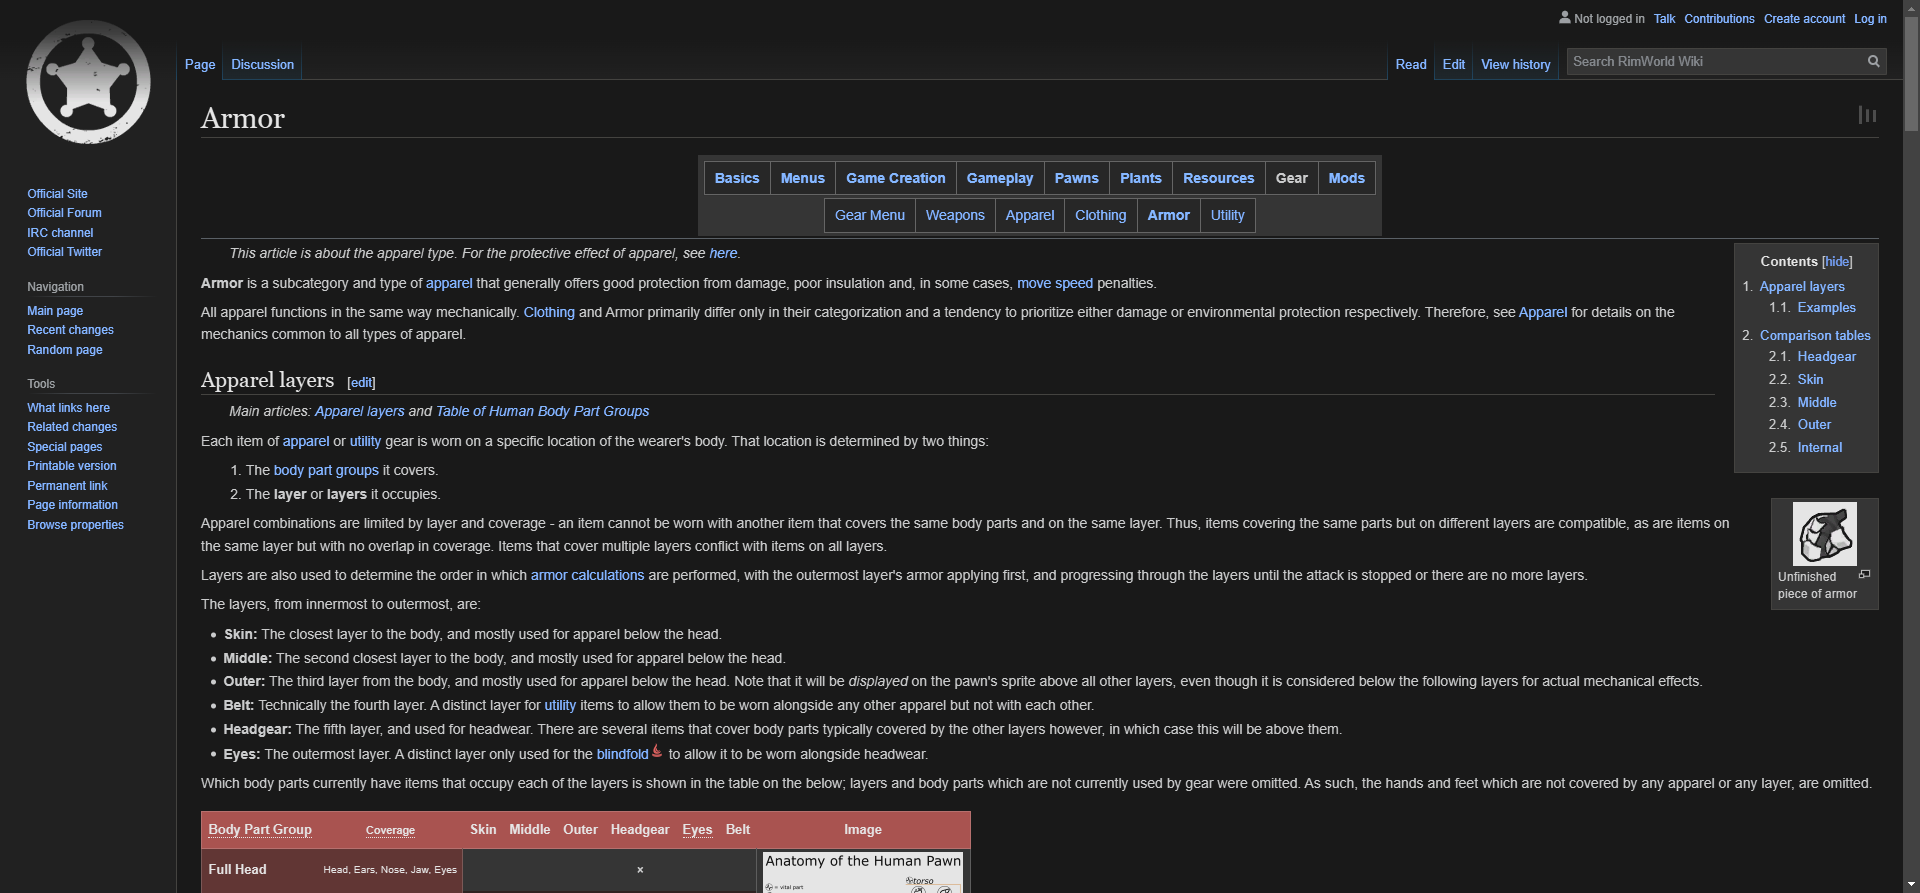 Not logged in Talk Contributions Create account Log in
Page Discussion Read Edit View history Search RimWorld Wiki
Armor
Basics Menus Game Creation Gameplay Pawns Plants Resources Gear Mods
Gear Menu Weapons Apparel Clothing Armor Utility
Official Site
Official Forum
IRC channel
Official Twitter
Navigation
Main page
Recent changes
Random page
Tools
What links here
Related changes
Special pages
Printable version
Permanent link
Page information
Browse properties
This article is about the apparel type. For the protective effect of apparel, see here.
Armor is a subcategory and type of apparel that generally offers good protection from damage, poor insulation and, in some cases, move speed penalties.
All apparel functions in the same way mechanically. Clothing and Armor primarily differ only in their categorization and a tendency to prioritize either damage or environmental protection respectively. Therefore, see Apparel for details on the
mechanics common to all types of apparel.
Contents [hide]
1. Apparel layers
1.1. Examples
2. Comparison tables
2.1. Headgear
2.2. Skin
2.3. Middle
2.4. Outer
2.5. Internal
Apparel layers [edit]
Main articles: Apparel layers and Table of Human Body Part Groups
Each item of apparel or utility gear is worn on a specific location of the wearer's body. That location is determined by two things:
1. The body part groups it covers.
2. The layer or layers it occupies.
Apparel combinations are limited by layer and coverage - an item cannot be worn with another item that covers the same body parts and on the same layer. Thus, items covering the same parts but on different layers are compatible, as are items on
the same layer but with no overlap in coverage. Items that cover multiple layers conflict with items on all layers.
Unfinished
piece of armor
Layers are also used to determine the order in which armor calculations are performed, with the outermost layer's armor applying first, and progressing through the layers until the attack is stopped or there are no more layers.
The layers, from innermost to outermost, are:
• Skin: The closest layer to the body, and mostly used for apparel below the head.
• Middle: The second closest layer to the body, and mostly used for apparel below the head.
• Outer: The third layer from the body, and mostly used for apparel below the head. Note that it will be displayed on the pawn's sprite above all other layers, even though it is considered below the following layers for actual mechanical effects.
• Belt: Technically the fourth layer. A distinct layer for utility items to allow them to be worn alongside any other apparel but not with each other.
• Headgear: The fifth layer, and used for headwear. There are several items that cover body parts typically covered by the other layers however, in which case this will be above them.
• Eyes: The outermost layer. A distinct layer only used for the blindfold to allow it to be worn alongside headwear.
Which body parts currently have items that occupy each of the layers is shown in the table on the below; layers and body parts which are not currently used by gear were omitted. As such, the hands and feet which are not covered by any apparel or any layer, are omitted.
Body Part Group Coverage Skin Middle Outer Headgear Eyes Belt Image
Full Head Head, Ears, Nose, Jaw, Eyes ×
Anatomy of the Human Pawn
= vital part
torso